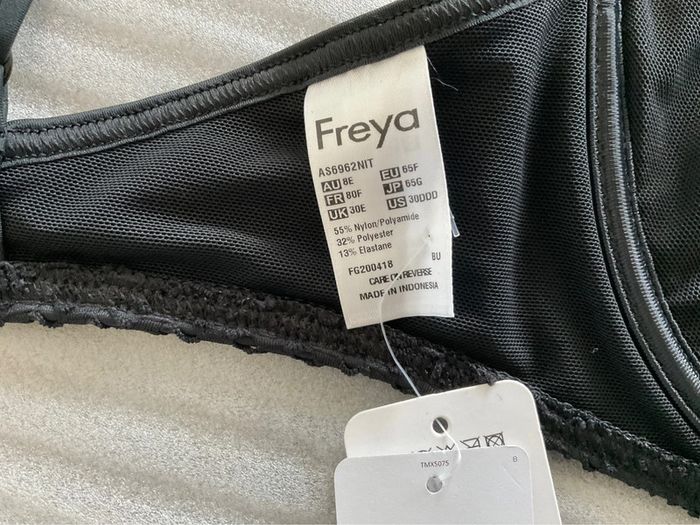 Freya
AS6962NIT
AU 8E EU 65F
FR 80F JP 65G
UK 30E US 30DDD
55% Nylon/Polyamide
32% Polyester
13% Elastane
FG200418 BU
CARE ON REVERSE
MADE IN INDONESIA
TMX5075 B